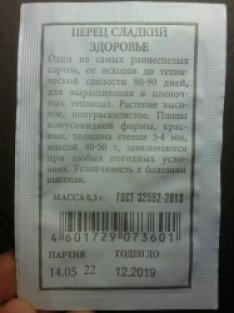 ПЕРЕЦ СЛАДКИЙ
ЗДОРОВЬЕ
Один из самых раннеспелых
сортов, от всходов до техни-
ческой спелости 80-90 дней,
для выращивания в пленоч-
ных теплицах. Растение высо-
кое, полураскидистое. Плоды
конусовидной формы, крас-
ные, толщина стенки 3-4 мм,
массой 40-50 г, завязываются
при любых погодных усло-
виях. Устойчивость к болезням
высокая.
МАССА 0,3 г. ГОСТ 32592-2013
4 601729 073601
ПАРТИЯ ГОДЕН ДО
14.05 22 12.2019